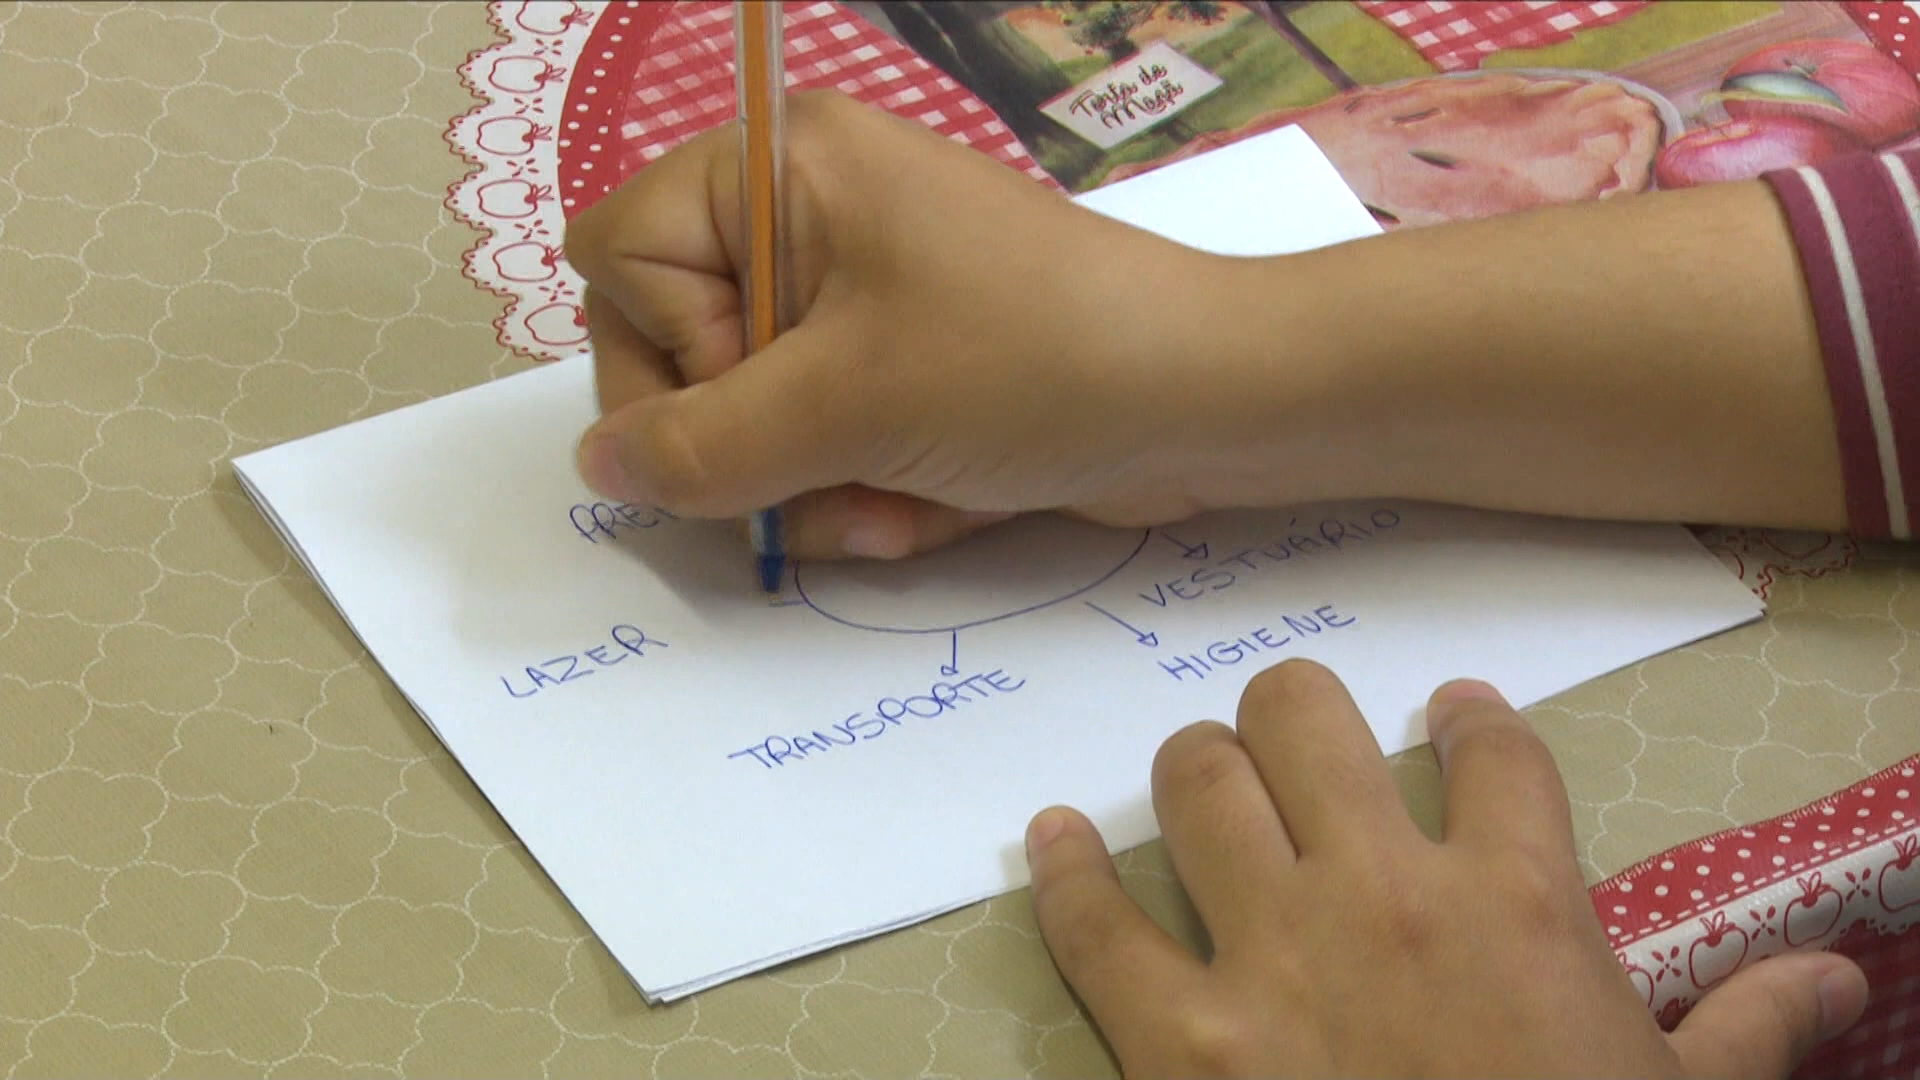 Torta de
Maçã
VESTUÁRIO
HIGIENE
LAZER
TRANSPORTE